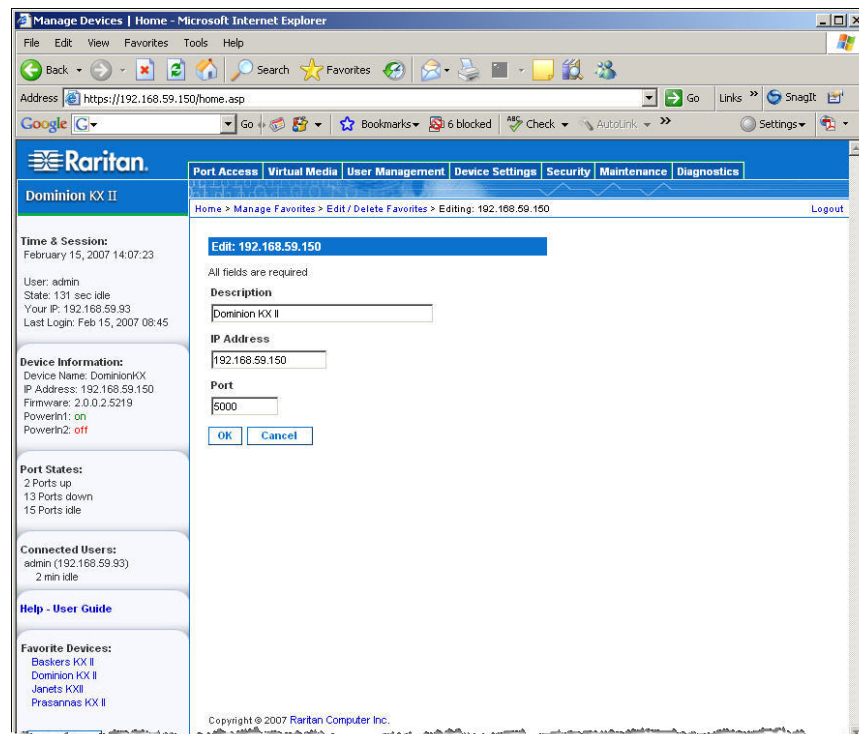 Manage Devices | Home - Microsoft Internet Explorer
File Edit View Favorites Tools Help
Back Search Favorites
Address https://192.168.59.150/home.asp Go Links » SnagIt
Google G Go Bookmarks 6 blocked Check AutoLink » Settings
Raritan.
Dominion KX II
Port Access Virtual Media User Management Device Settings Security Maintenance Diagnostics
Home > Manage Favorites > Edit / Delete Favorites > Editing: 192.168.59.150 Logout
Time & Session:
February 15, 2007 14:07:23
User: admin
State: 131 sec idle
Your IP: 192.168.59.93
Last Login: Feb 15, 2007 08:45
Device Information:
Device Name: DominionKX
IP Address: 192.168.59.150
Firmware: 2.0.0.2.5219
PowerIn1: on
PowerIn2: off
Port States:
2 Ports up
13 Ports down
15 Ports idle
Connected Users:
admin (192.168.59.93)
2 min idle
Help - User Guide
Favorite Devices:
Baskers KX II
Dominion KX II
Janets KXII
Prasannas KX II
Edit: 192.168.59.150
All fields are required
Description
Dominion KX II
IP Address
192.168.59.150
Port
5000
OK Cancel
Copyright © 2007 Raritan Computer Inc.